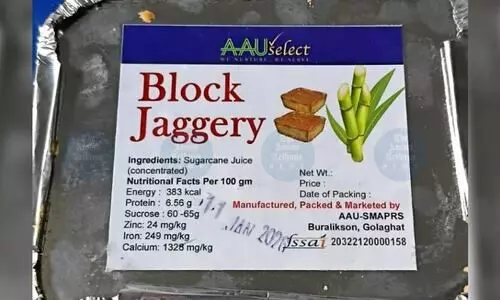 AAUselect
WE NURTURE, WE SERVE
Block
Jaggery
Ingredients: Sugarcane Juice
(concentrated)
Nutritional Facts Per 100 gm
Energy : 383 kcal
Protein : 6.56 g
Sucrose : 60 -65g
Zinc: 24 mg/kg
Iron: 249 mg/kg
Calcium: 1328 mg/kg
11 JAN
Net Wt.:
Price :
Date of Packing :
Manufactured, Packed & Marketed by
AAU-SMAPRS
Buralikson, Golaghat
fssai 20322120000158